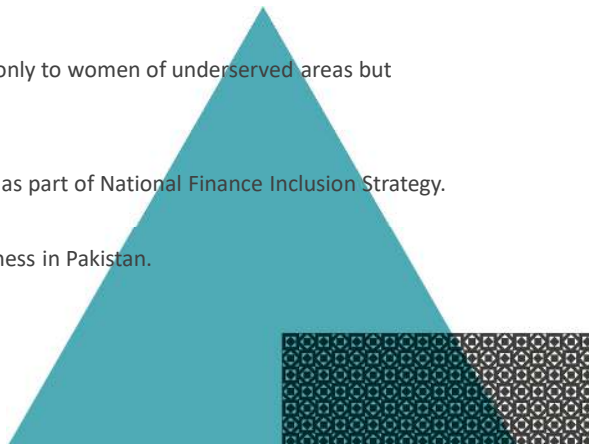 only to women of underserved areas but
as part of National Finance Inclusion Strategy.
ness in Pakistan.